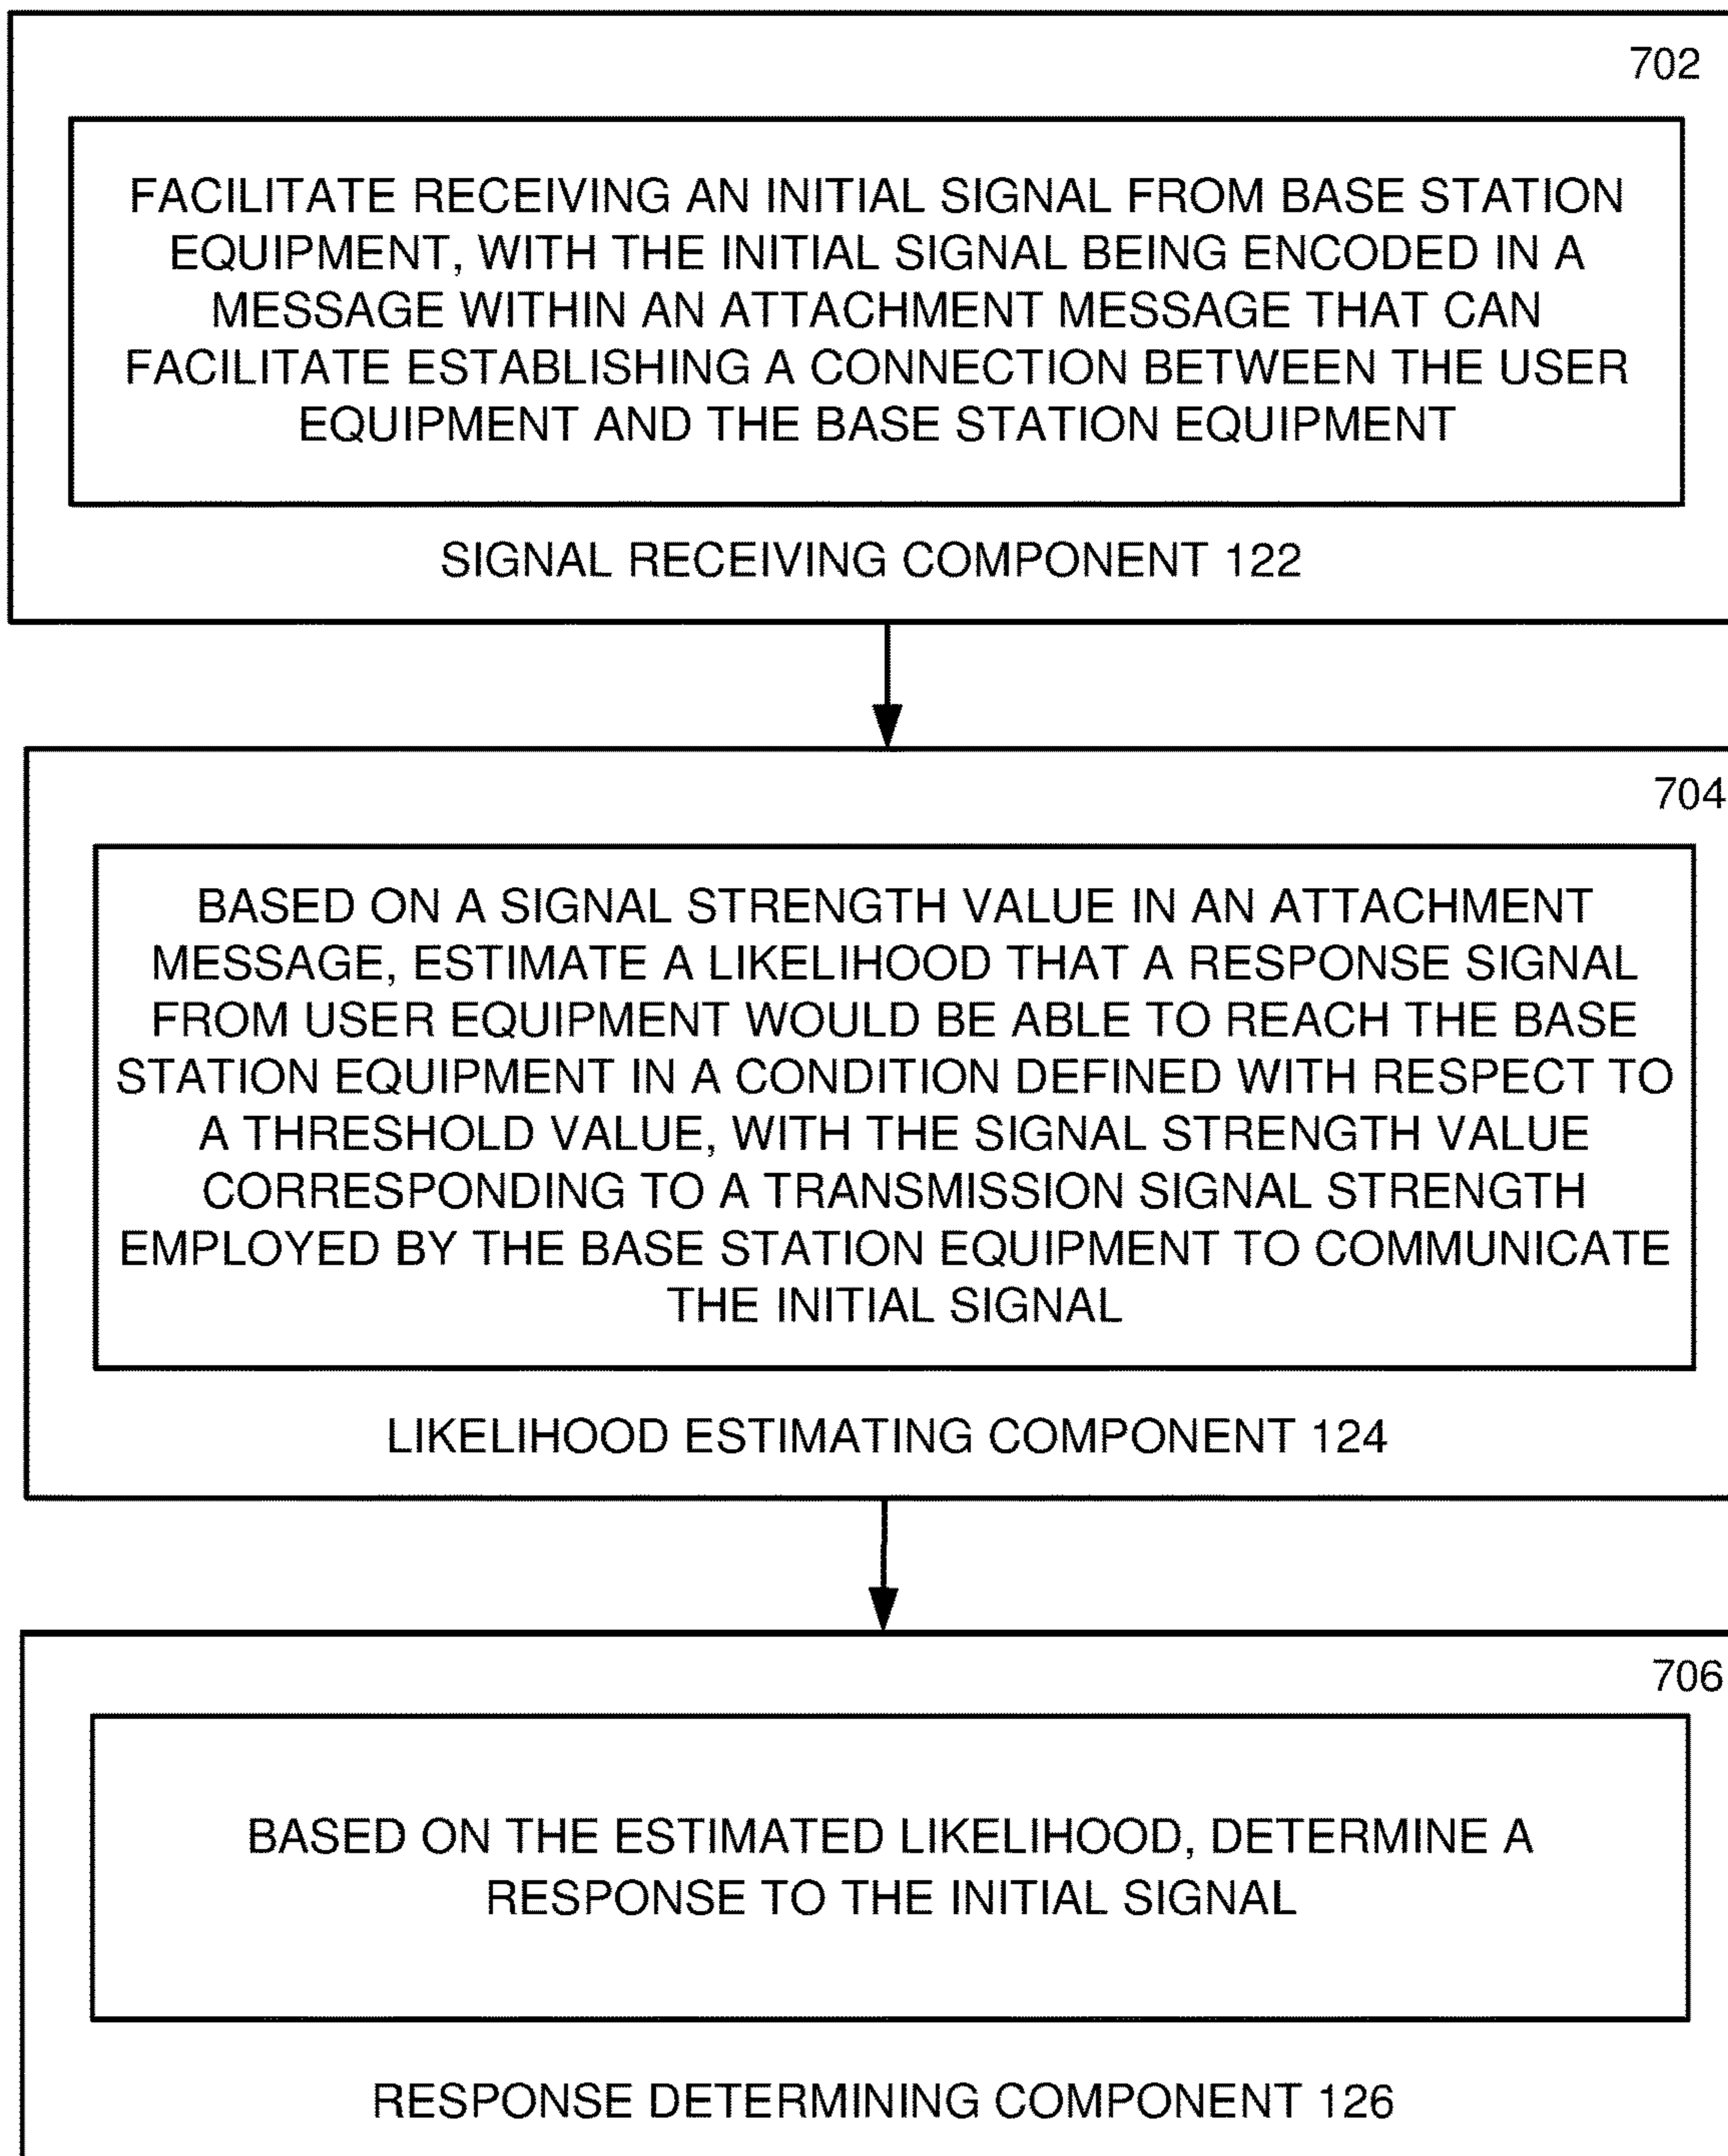 702
FACILITATE RECEIVING AN INITIAL SIGNAL FROM BASE STATION
EQUIPMENT, WITH THE INITIAL SIGNAL BEING ENCODED IN A
MESSAGE WITHIN AN ATTACHMENT MESSAGE THAT CAN
FACILITATE ESTABLISHING A CONNECTION BETWEEN THE USER
EQUIPMENT AND THE BASE STATION EQUIPMENT
SIGNAL RECEIVING COMPONENT 122
704
BASED ON A SIGNAL STRENGTH VALUE IN AN ATTACHMENT
MESSAGE, ESTIMATE A LIKELIHOOD THAT A RESPONSE SIGNAL
FROM USER EQUIPMENT WOULD BE ABLE TO REACH THE BASE
STATION EQUIPMENT IN A CONDITION DEFINED WITH RESPECT TO
A THRESHOLD VALUE, WITH THE SIGNAL STRENGTH VALUE
CORRESPONDING TO A TRANSMISSION SIGNAL STRENGTH
EMPLOYED BY THE BASE STATION EQUIPMENT TO COMMUNICATE
THE INITIAL SIGNAL
LIKELIHOOD ESTIMATING COMPONENT 124
706
BASED ON THE ESTIMATED LIKELIHOOD, DETERMINE A
RESPONSE TO THE INITIAL SIGNAL
RESPONSE DETERMINING COMPONENT 126